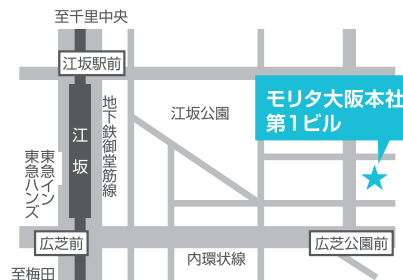 至千里中央
江坂駅前
モリタ大阪本社
第1ビル
江坂公園
地下鉄御堂筋線
江坂
東急イン
東急ハンズ
広芝前
広芝公園前
内環状線
至梅田